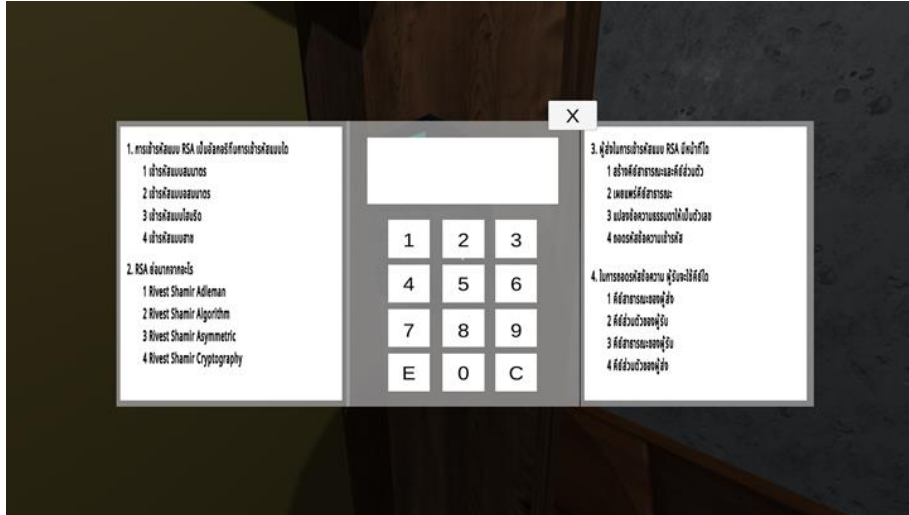 X
1. การเข้ารหัสแบบ RSA เป็นอัลกอริทึมการเข้ารหัสแบบใด
1 เข้ารหัสแบบสมมาตร
2 เข้ารหัสแบบอสมมาตร
3 เข้ารหัสแบบไฮบริด
4 เข้ารหัสแบบสาย
2. RSA ย่อมาจากอะไร
1 Rivest Shamir Adleman
2 Rivest Shamir Algorithm
3 Rivest Shamir Asymmetric
4 Rivest Shamir Cryptography
1 2 3
4 5 6
7 8 9
E 0 C
3. ผู้ส่งในการเข้ารหัสแบบ RSA มีหน้าที่ใด
1 สร้างคีย์สาธารณะและคีย์ส่วนตัว
2 เผยแพร่คีย์สาธารณะ
3 แปลงข้อความธรรมดาให้เป็นตัวเลข
4 ถอดรหัสข้อความเข้ารหัส
4. ในการถอดรหัสข้อความ ผู้รับจะใช้คีย์ใด
1 คีย์สาธารณะของผู้ส่ง
2 คีย์ส่วนตัวของผู้รับ
3 คีย์สาธารณะของผู้รับ
4 คีย์ส่วนตัวของผู้ส่ง